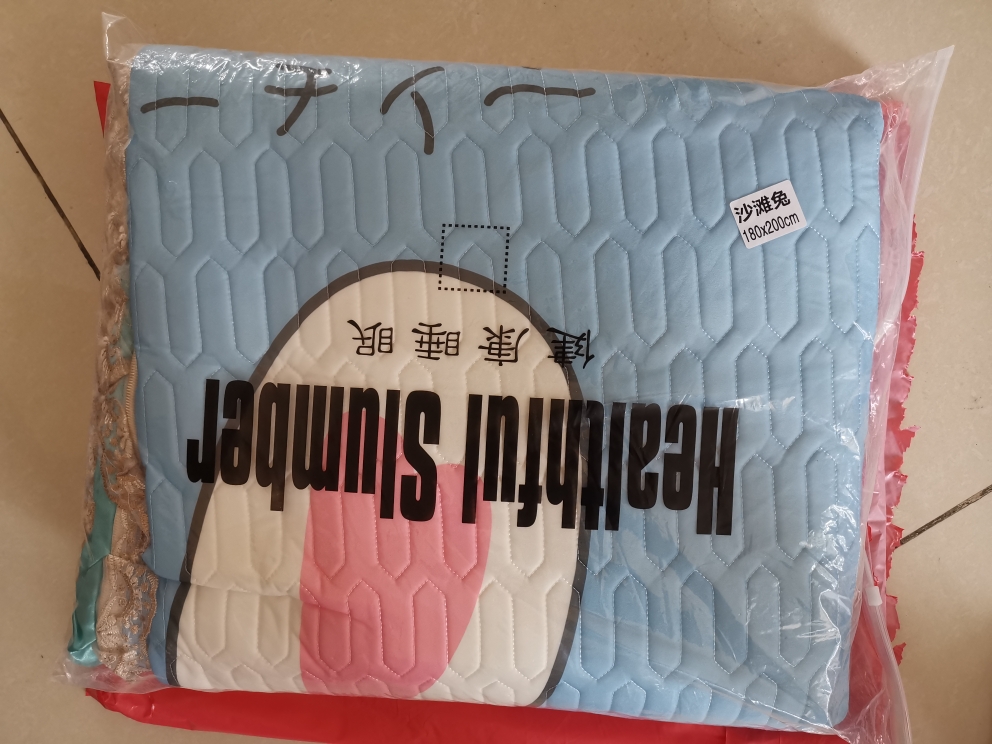 沙滩兔
180x200cm
Healthful Slumber
健康睡眠